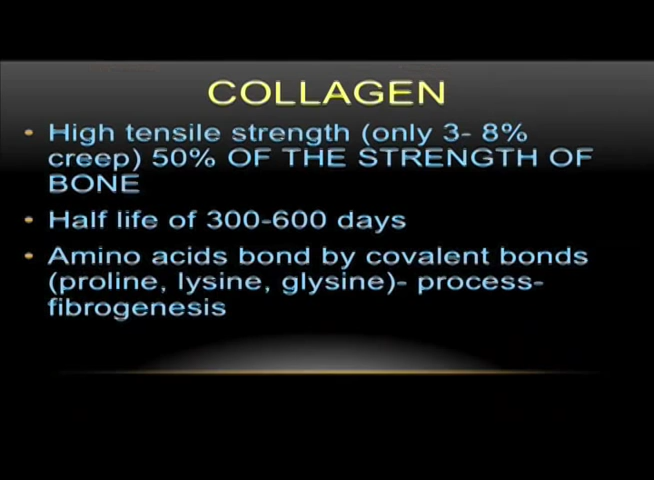 COLLAGEN
• High tensile strength (only 3- 8%
creep) 50% OF THE STRENGTH OF
BONE
• Half life of 300-600 days
• Amino acids bond by covalent bonds
(proline, lysine, glysine)- process-
fibrogenesis